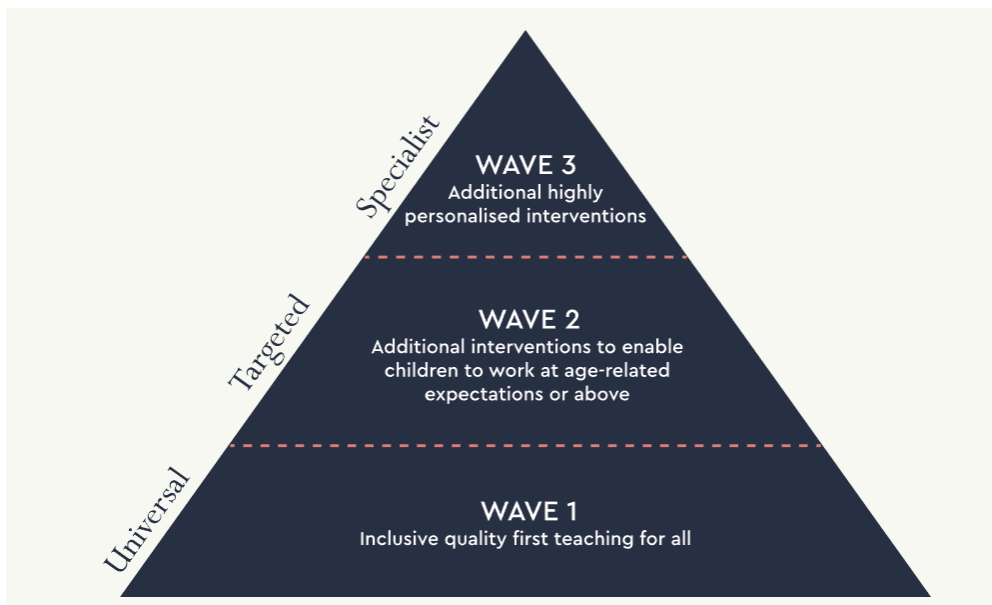 Specialist
WAVE 3
Additional highly
personalised interventions
Targeted
WAVE 2
Additional interventions to enable
children to work at age-related
expectations or above
Universal
WAVE 1
Inclusive quality first teaching for all